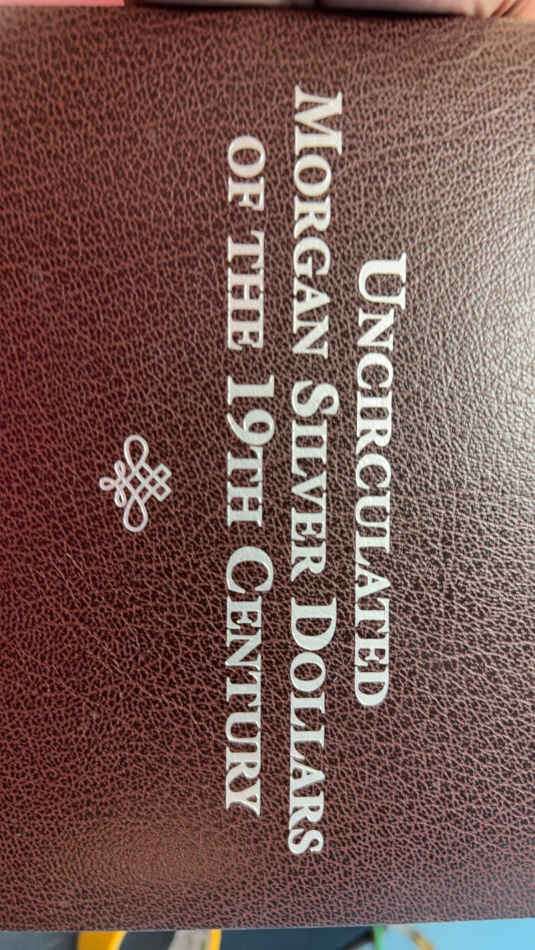 Uncirculated
Morgan Silver Dollars
of the 19th Century